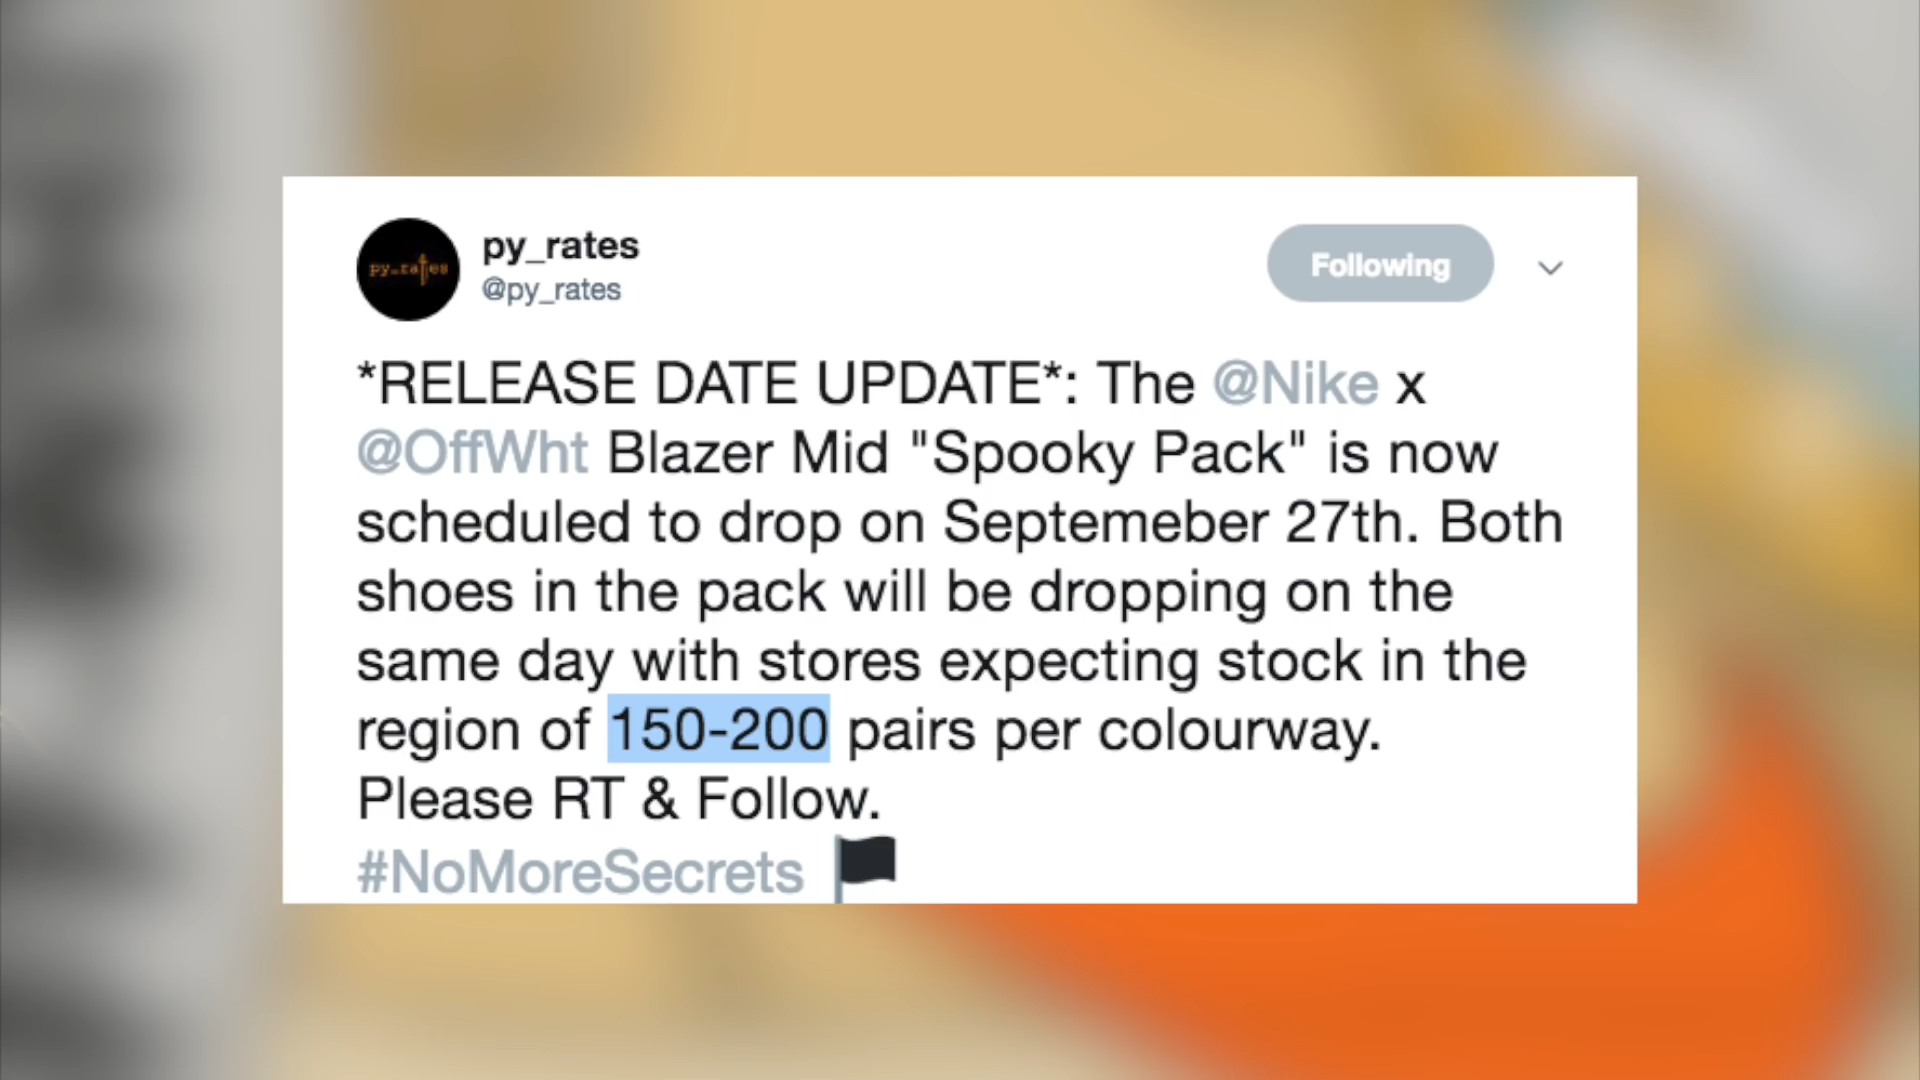 py_rates
py_rates
@py_rates
Following
*RELEASE DATE UPDATE*: The @Nike x
@OffWht Blazer Mid "Spooky Pack" is now
scheduled to drop on Septemeber 27th. Both
shoes in the pack will be dropping on the
same day with stores expecting stock in the
region of 150-200 pairs per colourway.
Please RT & Follow.
#NoMoreSecrets